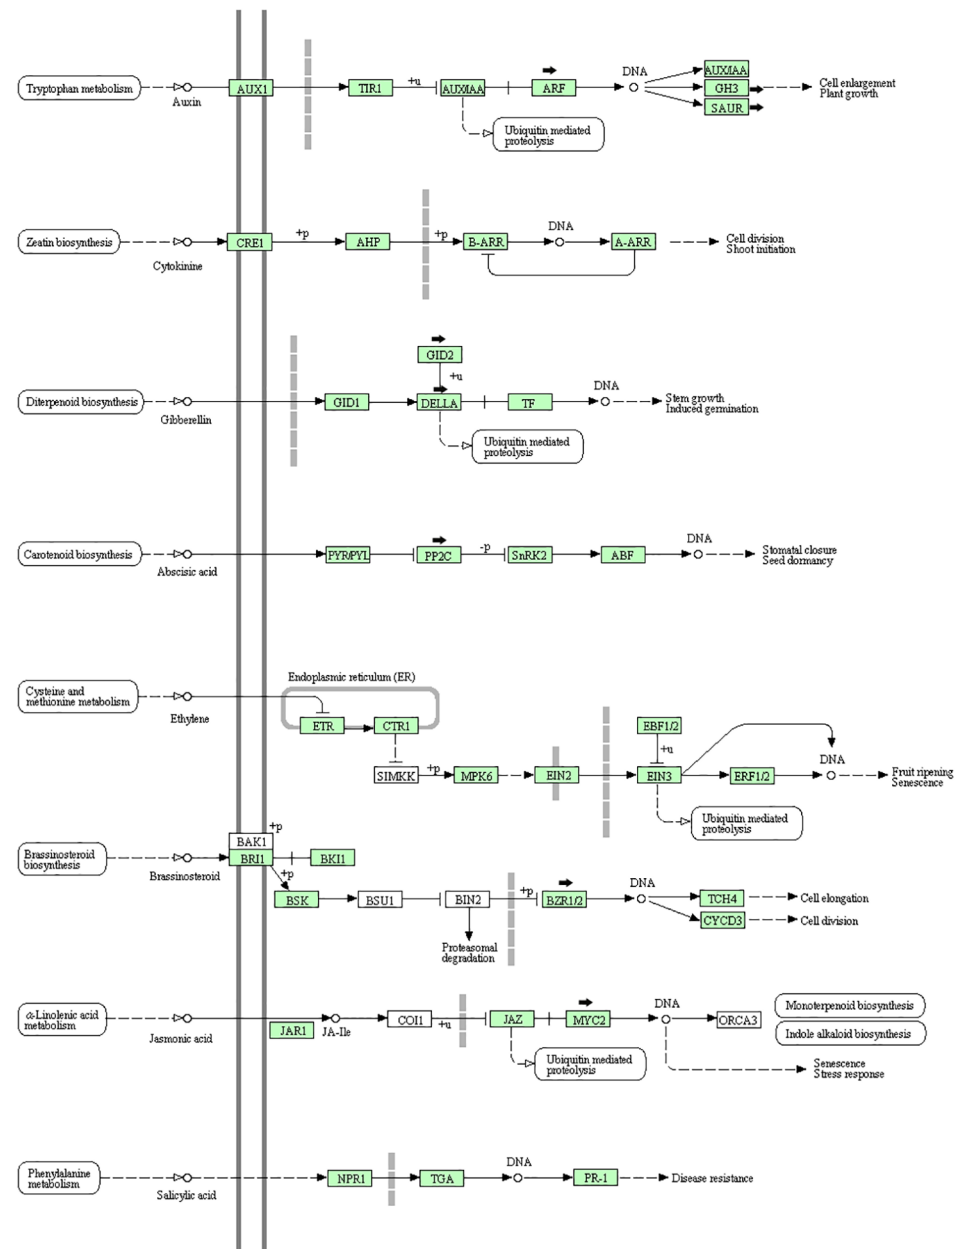 Tryptophan metabolism
Auxin
AUX1
TIR1
+u
AUX/IAA
ARF
DNA
AUX/IAA
GH3
SAUR
Cell enlargement
Plant growth
Ubiquitin mediated
proteolysis
Zeatin biosynthesis
Cytokinine
CRE1
+p
AHP
+p
B-ARR
DNA
A-ARR
Cell division
Shoot initiation
GID2
+u
Diterpenoid biosynthesis
Gibberellin
GID1
DELLA
TF
DNA
Stem growth
Induced germination
Ubiquitin mediated
proteolysis
Carotenoid biosynthesis
Abscisic acid
PYR/PYL
PP2C
-p
SnRK2
ABF
DNA
Stomatal closure
Seed dormancy
Cysteine and
methionine metabolism
Ethylene
Endoplasmic reticulum (ER)
ETR
CTR1
EBF1/2
+u
SIMKK
+p
MPK6
EIN2
EIN3
ERF1/2
DNA
Fruit ripening
Senescence
Ubiquitin mediated
proteolysis
Brassinosteroid
biosynthesis
Brassinosteroid
BAK1
+p
BRI1
BKI1
+p
BSK
BSU1
BIN2
+p
BZR1/2
DNA
TCH4
CYCD3
Cell elongation
Cell division
Proteasomal
degradation
α-Linolenic acid
metabolism
Jasmonic acid
JAR1
JA-Ile
COI1
+u
JAZ
MYC2
DNA
ORCA3
Monoterpenoid biosynthesis
Indole alkaloid biosynthesis
Ubiquitin mediated
proteolysis
Senescence
Stress response
Phenylalanine
metabolism
Salicylic acid
NPR1
TGA
DNA
PR-1
Disease resistance